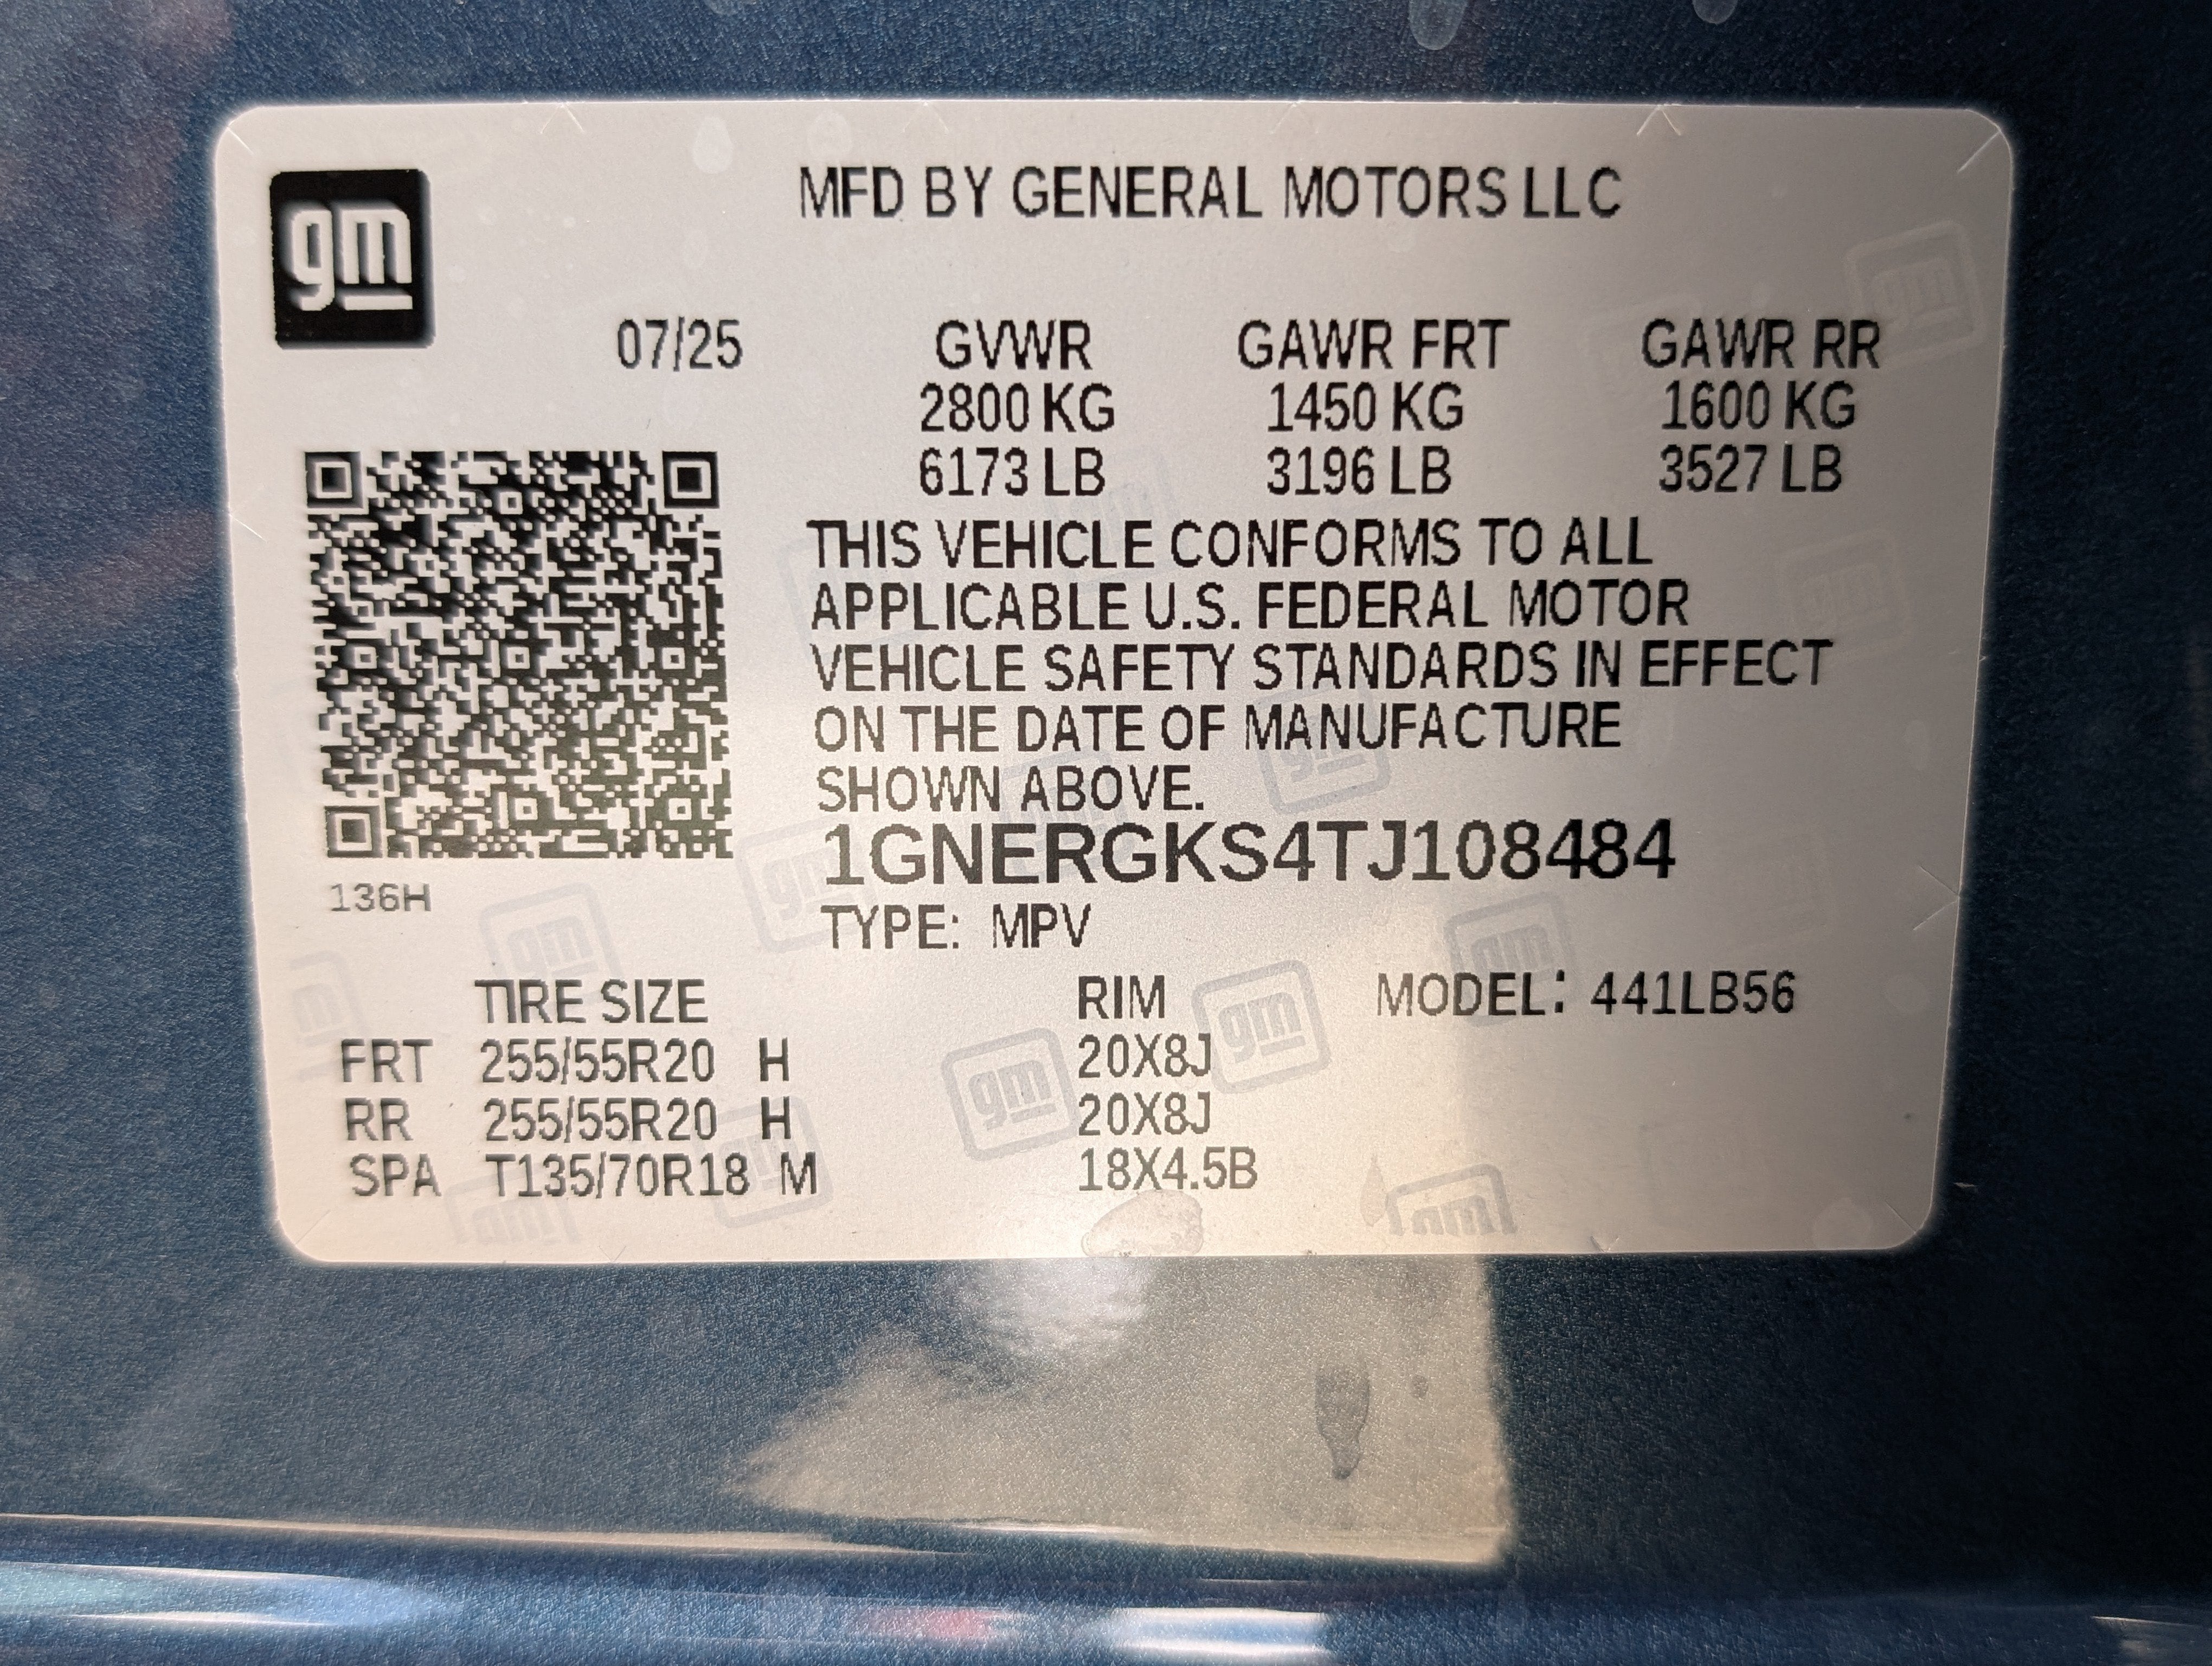 gm
MFD BY GENERAL MOTORS LLC
07/25 GVWR GAWR FRT GAWR RR
2800 KG 1450 KG 1600 KG
6173 LB 3196 LB 3527 LB
THIS VEHICLE CONFORMS TO ALL
APPLICABLE U.S. FEDERAL MOTOR
VEHICLE SAFETY STANDARDS IN EFFECT
ON THE DATE OF MANUFACTURE
SHOWN ABOVE.
1GNERGKS4TJ108484
136H
TYPE: MPV
TIRE SIZE RIM MODEL: 441LB56
FRT 255/55R20 H 20X8J
RR 255/55R20 H 20X8J
SPA T135/70R18 M 18X4.5B